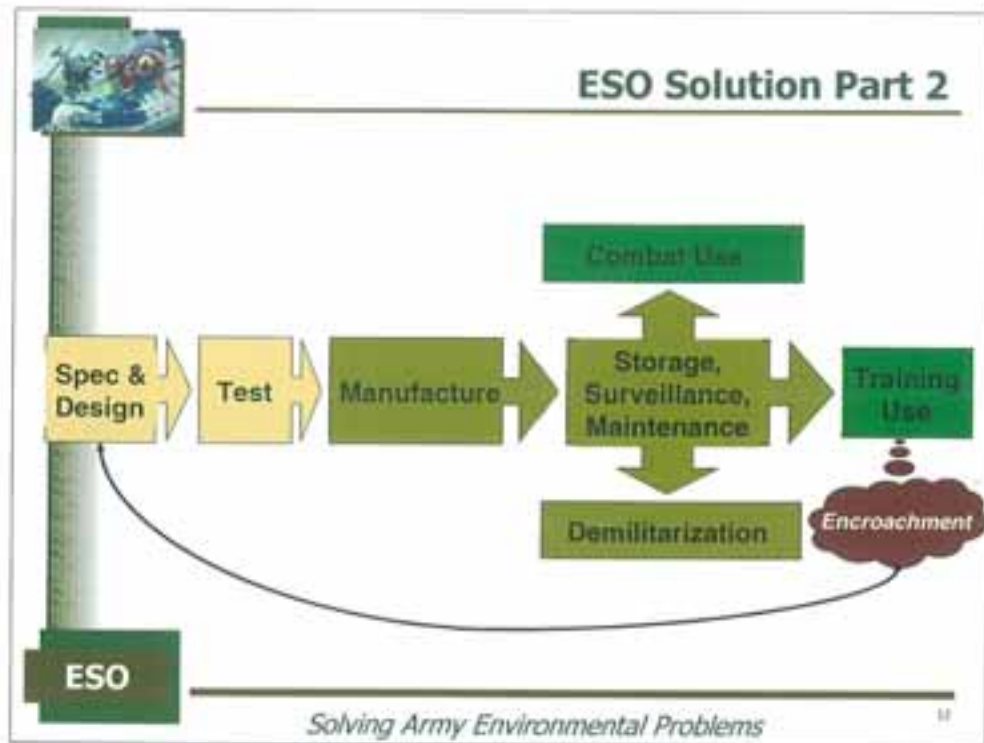 ESO Solution Part 2
Combat Use
Spec &
Design
Test
Manufacture
Storage,
Surveillance,
Maintenance
Training
Use
Demilitarization
Encroachment
ESO
Solving Army Environmental Problems